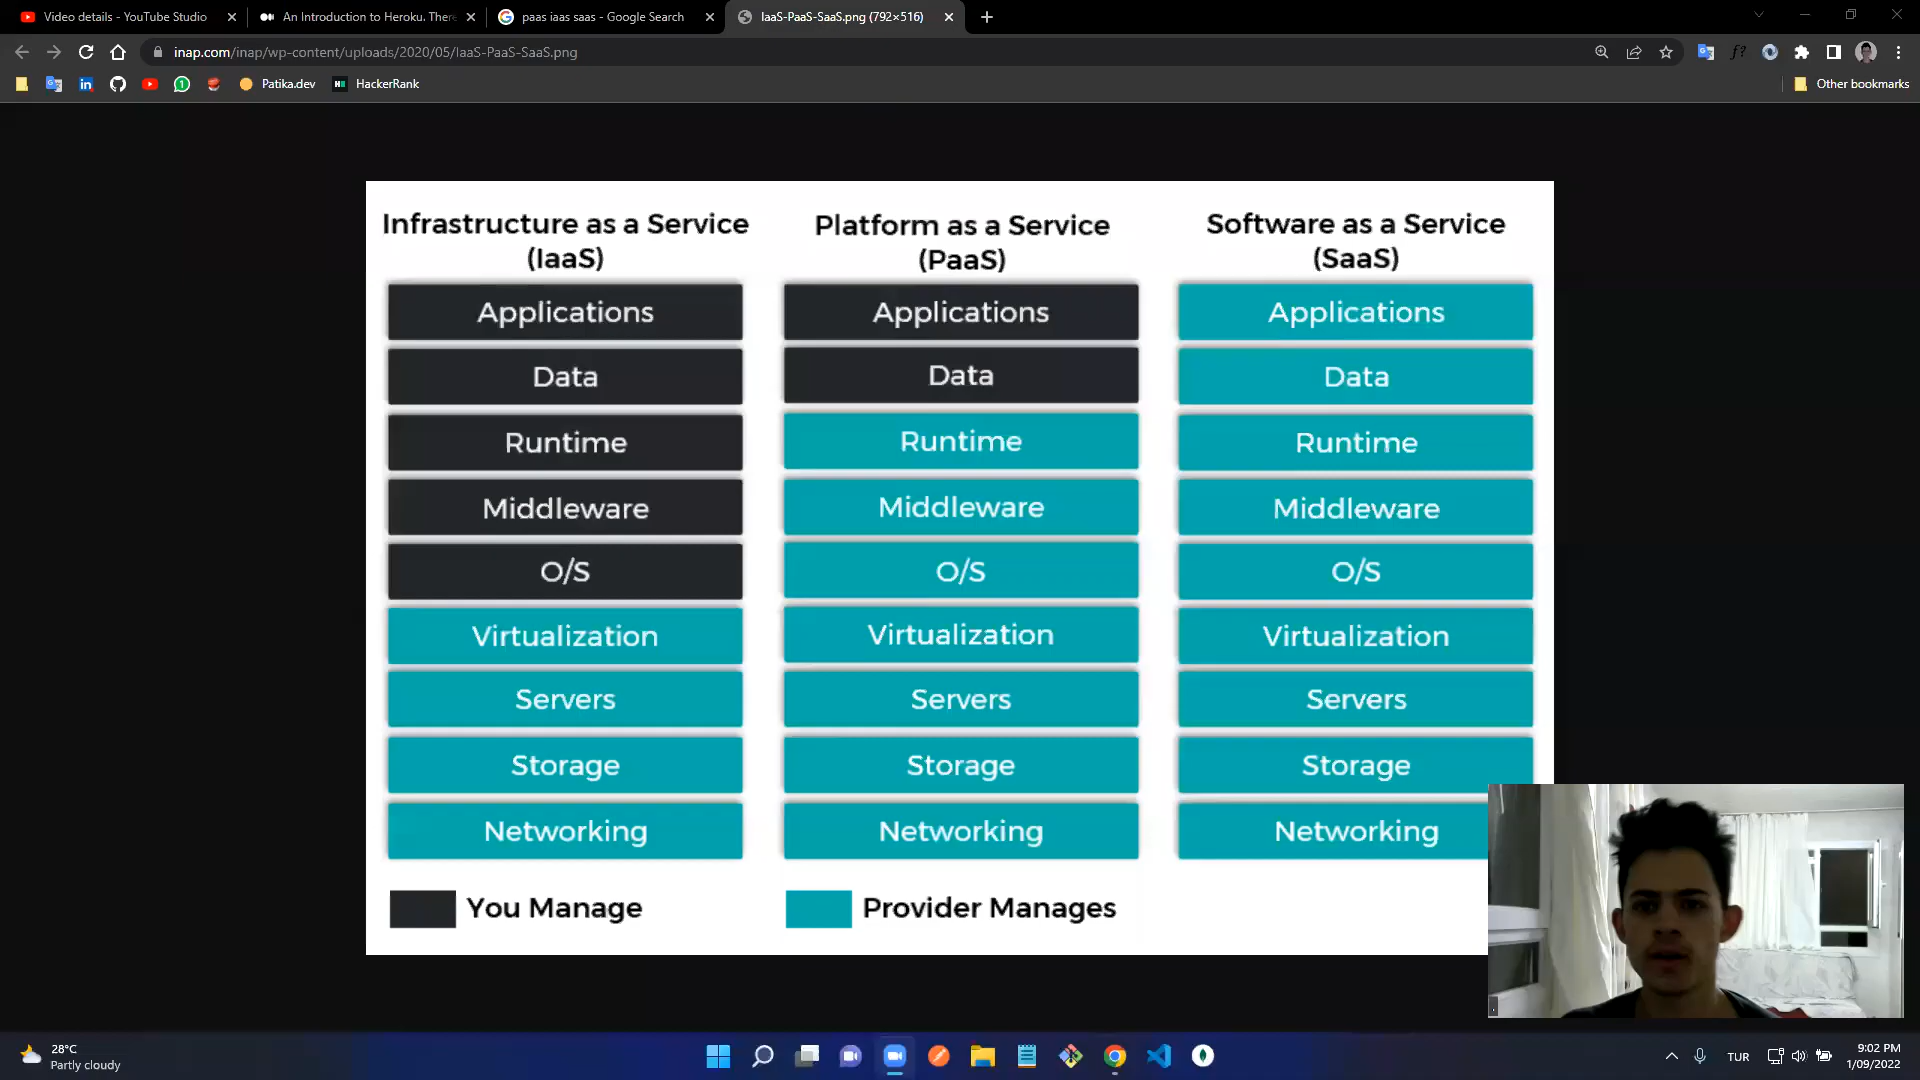 Video details - YouTube Studio
An Introduction to Heroku. There
paas iaas saas - Google Search
IaaS-PaaS-SaaS.png (792×516)
inap.com/inap/wp-content/uploads/2020/05/IaaS-PaaS-SaaS.png
Patika.dev
HackerRank
Other bookmarks
Infrastructure as a Service
(IaaS)
Applications
Data
Runtime
Middleware
O/S
Virtualization
Servers
Storage
Networking
Platform as a Service
(PaaS)
Applications
Data
Runtime
Middleware
O/S
Virtualization
Servers
Storage
Networking
Software as a Service
(SaaS)
Applications
Data
Runtime
Middleware
O/S
Virtualization
Servers
Storage
Networking
You Manage
Provider Manages
28°C
Partly cloudy
TUR
9:02 PM
1/09/2022